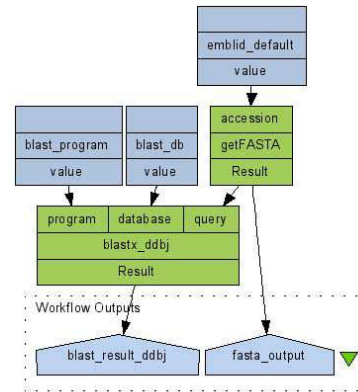 emblid_default
value
accession
getFASTA
Result
blast_program
value
blast_db
value
program database query
blastx_ddbj
Result
Workflow Outputs
blast_result_ddbj
fasta_output